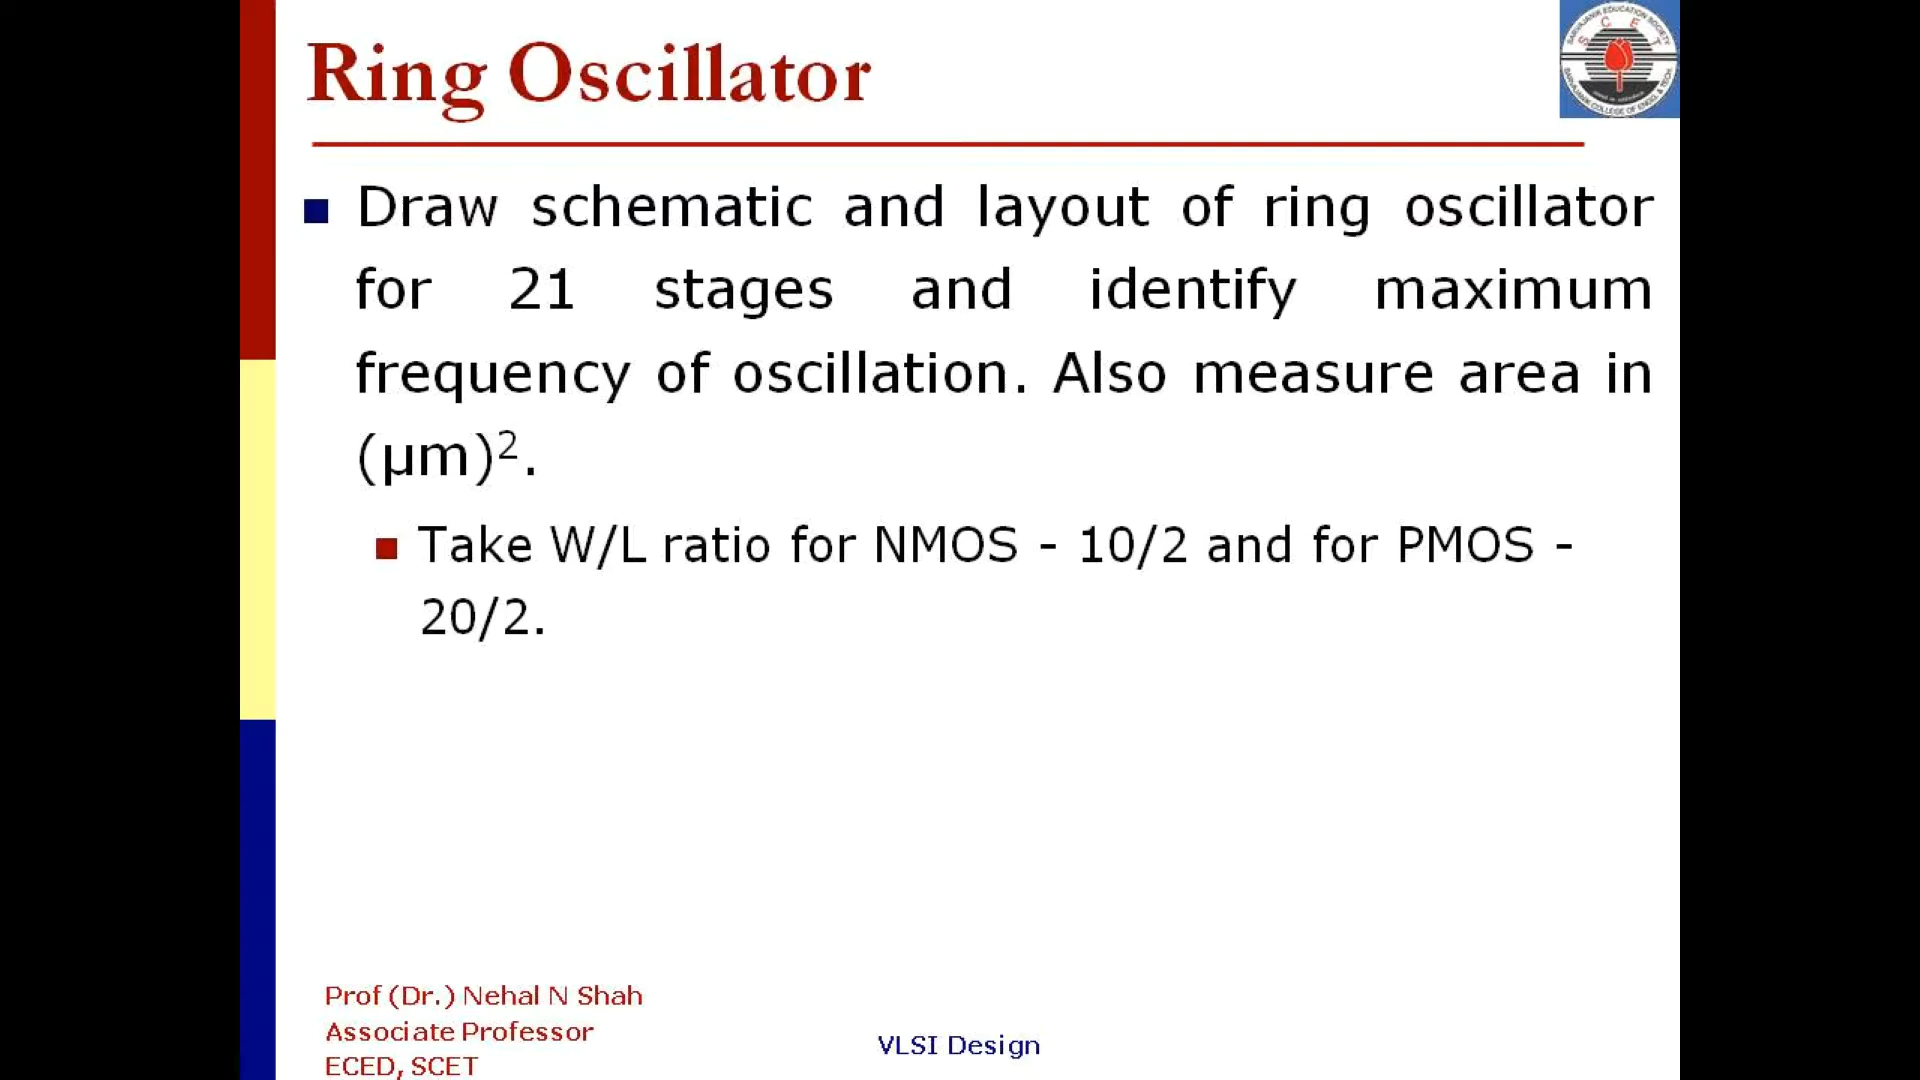 Ring Oscillator
Draw schematic and layout of ring oscillator
for 21 stages and identify maximum
frequency of oscillation. Also measure area in
(µm)².
Take W/L ratio for NMOS - 10/2 and for PMOS -
20/2.
Prof (Dr.) Nehal N Shah
Associate Professor
ECED, SCET
VLSI Design